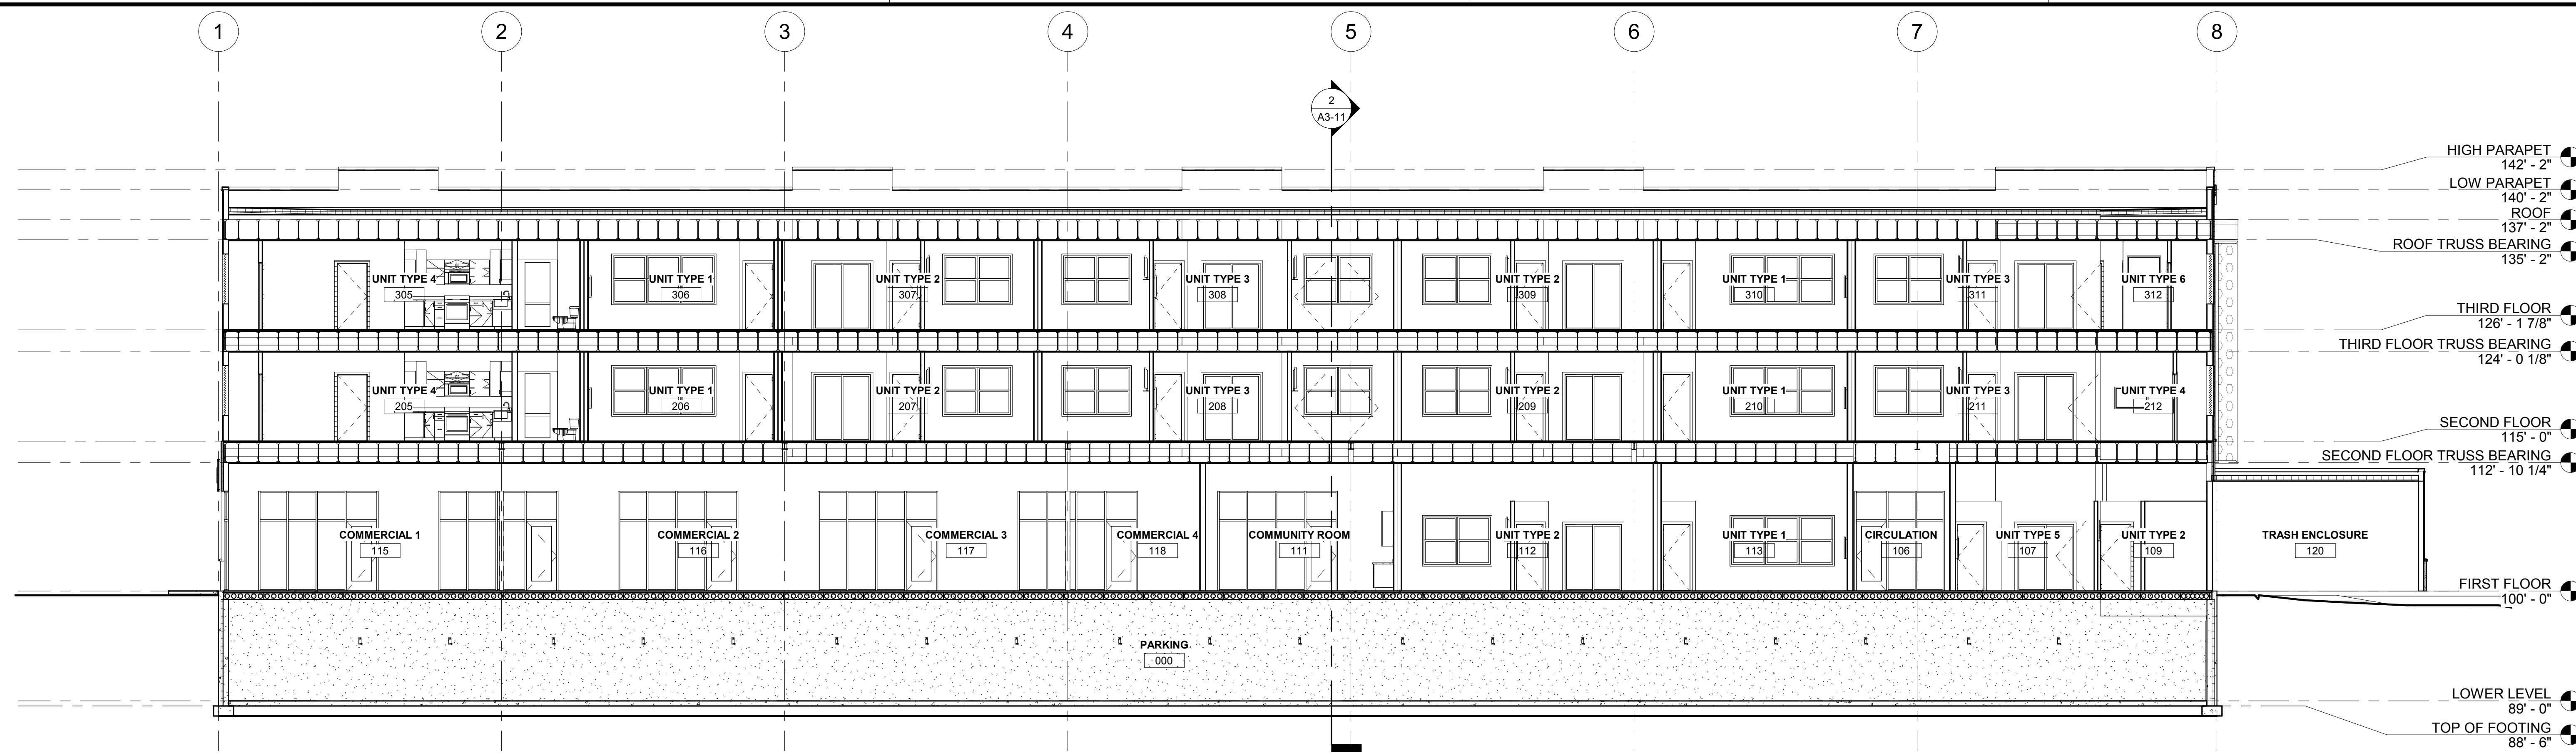 1 2 3 4 5 6 7 8
2
A3-11
HIGH PARAPET
142' - 2"
LOW PARAPET
140' - 2"
ROOF
137' - 2"
ROOF TRUSS BEARING
135' - 2"
UNIT TYPE 4 UNIT TYPE 1 UNIT TYPE 2 UNIT TYPE 3 UNIT TYPE 2 UNIT TYPE 1 UNIT TYPE 3 UNIT TYPE 6
305 306 307 308 309 310 311 312
THIRD FLOOR
126' - 1 7/8"
THIRD FLOOR TRUSS BEARING
124' - 0 1/8"
UNIT TYPE 4 UNIT TYPE 1 UNIT TYPE 2 UNIT TYPE 3 UNIT TYPE 2 UNIT TYPE 1 UNIT TYPE 3 UNIT TYPE 4
205 206 207 208 209 210 211 212
SECOND FLOOR
115' - 0"
SECOND FLOOR TRUSS BEARING
112' - 10 1/4"
COMMERCIAL 1 COMMERCIAL 2 COMMERCIAL 3 COMMERCIAL 4 COMMUNITY ROOM UNIT TYPE 2 UNIT TYPE 1 CIRCULATION UNIT TYPE 5 UNIT TYPE 2 TRASH ENCLOSURE
115 116 117 118 111 112 113 106 107 109 120
FIRST FLOOR
100' - 0"
PARKING
000
LOWER LEVEL
89' - 0"
TOP OF FOOTING
88' - 6"